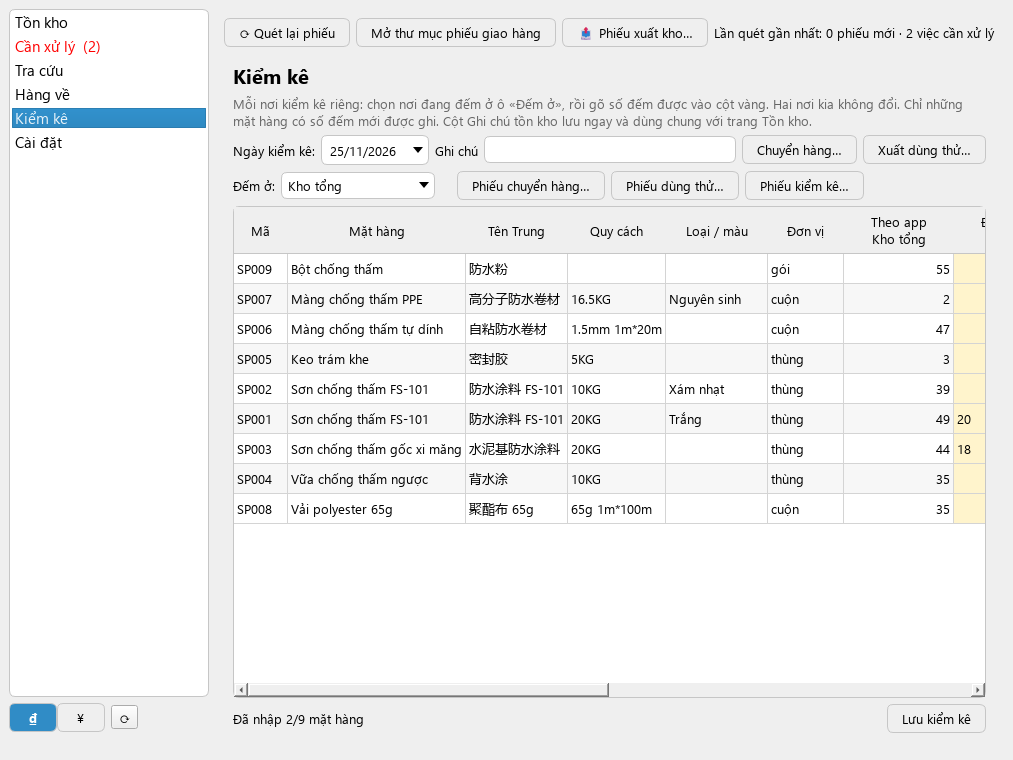 Tồn kho
Cần xử lý (2)
Tra cứu
Hàng về
Kiểm kê
Cài đặt
₫
¥
⟳
⟳ Quét lại phiếu
Mở thư mục phiếu giao hàng
Phiếu xuất kho...
Lần quét gần nhất: 0 phiếu mới · 2 việc cần xử lý
Kiểm kê
Mỗi nơi kiểm kê riêng: chọn nơi đang đếm ở ô «Đếm ở», rồi gõ số đếm được vào cột vàng. Hai nơi kia không đổi. Chỉ những
mặt hàng có số đếm mới được ghi. Cột Ghi chú tồn kho lưu ngay và dùng chung với trang Tồn kho.
Ngày kiểm kê: 25/11/2026 Ghi chú
Chuyển hàng...
Xuất dùng thử...
Đếm ở: Kho tổng
Phiếu chuyển hàng...
Phiếu dùng thử...
Phiếu kiểm kê...
Mã Mặt hàng Tên Trung Quy cách Loại / màu Đơn vị Theo app
Kho tổng
SP009 Bột chống thấm 防水粉 gói 55
SP007 Màng chống thấm PPE 高分子防水卷材 16.5KG Nguyên sinh cuộn 2
SP006 Màng chống thấm tự dính 自粘防水卷材 1.5mm 1m*20m cuộn 47
SP005 Keo trám khe 密封胶 5KG thùng 3
SP002 Sơn chống thấm FS-101 防水涂料 FS-101 10KG Xám nhạt thùng 39
SP001 Sơn chống thấm FS-101 防水涂料 FS-101 20KG Trắng thùng 49 20
SP003 Sơn chống thấm gốc xi măng 水泥基防水涂料 20KG thùng 44 18
SP004 Vữa chống thấm ngược 背水涂 10KG thùng 35
SP008 Vải polyester 65g 聚酯布 65g 65g 1m*100m cuộn 35
Đã nhập 2/9 mặt hàng
Lưu kiểm kê